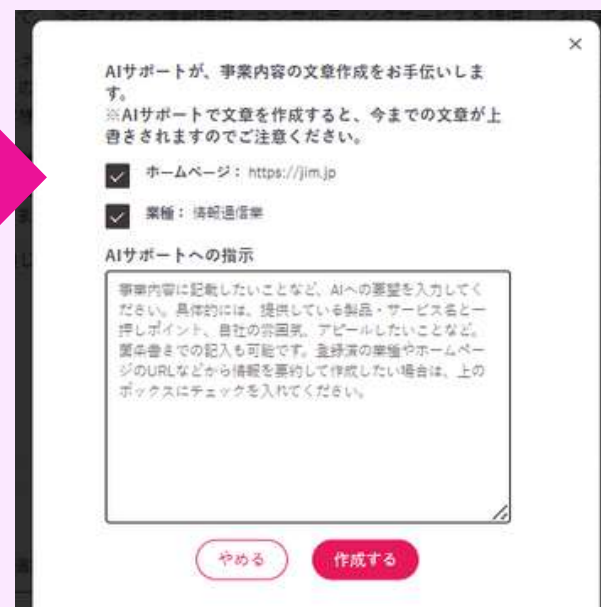 AIサポートが、事業内容の文章作成をお手伝いしま
す。
※AIサポートで文章を作成すると、今までの文章が上
書きされますのでご注意ください。
ホームページ： https://jim.jp
業種： 情報通信業
AIサポートへの指示
事業内容に記載したいことなど、AIへの要望を入力してく
ださい。具体的には、提供している製品・サービス名と一
押しポイント、自社の雰囲気、アピールしたいことなど。
箇条書きでの記入も可能です。登録済の業種やホームペー
ジのURLなどから情報を要約して作成したい場合は、上の
ボックスにチェックを入れてください。
やめる
作成する